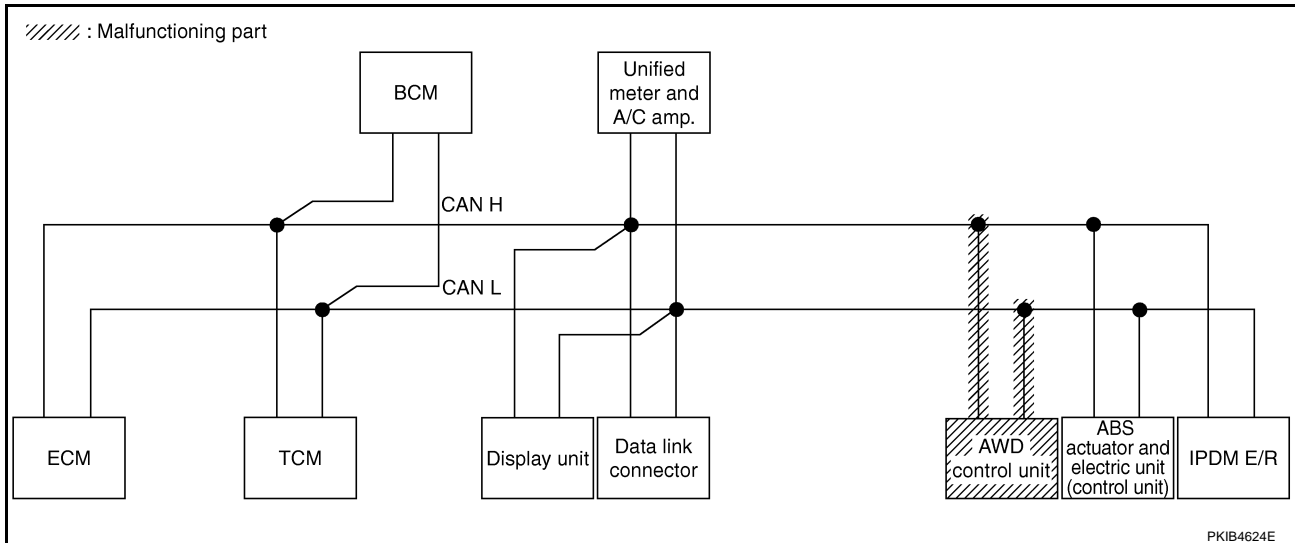 : Malfunctioning part
BCM
Unified
meter and
A/C amp.
CAN H
CAN L
ECM
TCM
Display unit
Data link
connector
AWD
control unit
ABS
actuator and
electric unit
(control unit)
IPDM E/R
PKIB4624E